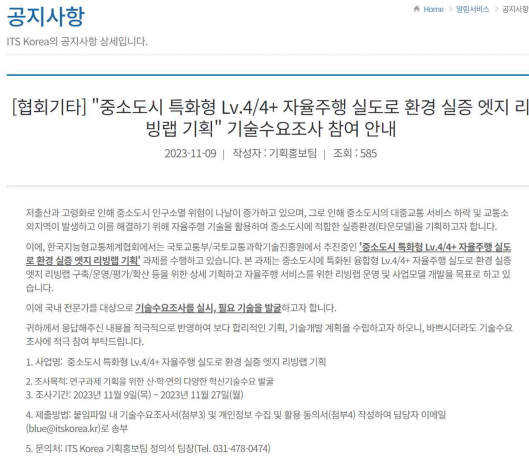 공지사항
Home > 알림서비스 > 공지사항
ITS Korea의 공지사항 상세입니다.
[협회기타] "중소도시 특화형 Lv.4/4+ 자율주행 실도로 환경 실증 엣지 리
빙랩 기획" 기술수요조사 참여 안내
2023-11-09 | 작성자 : 기획홍보팀 | 조회 : 585
저출산과 고령화로 인해 중소도시 인구소멸 위험이 나날이 증가하고 있으며, 그로 인해 중소도시의 대중교통 서비스 하락 및 교통소
외지역이 발생하고 이를 해결하기 위해 자율주행 기술을 활용하여 중소도시에 적합한 실증환경(타운모델)을 기획하고자 합니다.
이에, 한국지능형교통체계협회에서는 국토교통부/국토교통과학기술진흥원에서 추진중인 '중소도시 특화형 Lv.4/4+ 자율주행 실도
로 환경 실증 엣지 리빙랩 기획' 과제를 수행하고 있습니다. 본 과제는 중소도시에 특화된 융합형 Lv.4/4+ 자율주행 실도로 환경 실증
엣지 리빙랩 구축/운영/평가/확산 등을 위한 상세 기획하고 자율주행 서비스를 위한 리빙랩 운영 및 사업모델 개발을 목표로 하고 있
습니다.
이에 국내 전문가를 대상으로 기술수요조사를 실시, 필요 기술을 발굴하고자 합니다.
귀하께서 응답해주신 내용을 적극적으로 반영하여 보다 합리적인 기획, 기술개발 계획을 수립하고자 하오니, 바쁘시더라도 기술수요
조사에 적극 참여 부탁드립니다.
1. 사업명: 중소도시 특화형 Lv.4/4+ 자율주행 실도로 환경 실증 엣지 리빙랩 기획
2. 조사목적: 연구과제 기획을 위한 산·학·연의 다양한 혁신기술수요 발굴
3. 조사기간: 2023년 11월 9일(목) ~ 2023년 11월 27일(월)
4. 제출방법: 붙임파일 내 기술수요조사서(첨부3) 및 개인정보 수집 및 활용 동의서(첨부4) 작성하여 담당자 이메일
(blue@itskorea.kr)로 송부
5. 문의처: ITS Korea 기획홍보팀 정의석 팀장(Tel. 031-478-0474)